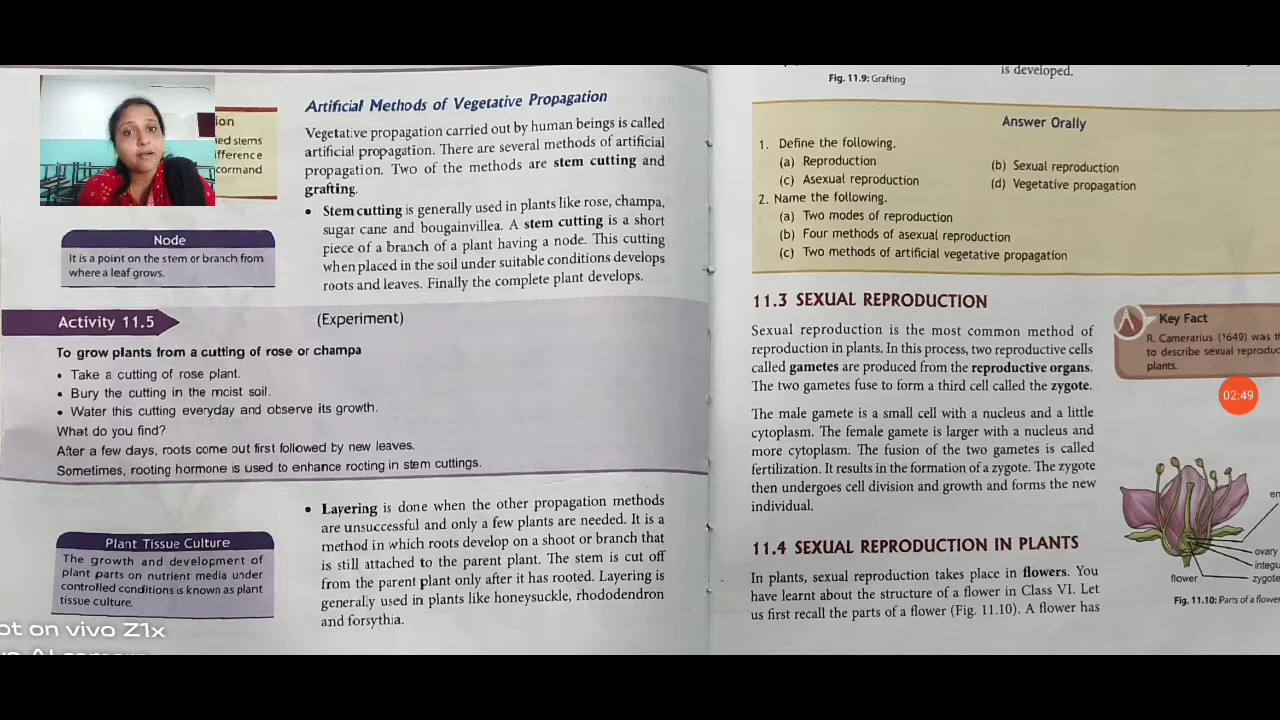 ion
ied stems
ifference
cormand
Artificial Methods of Vegetative Propagation
Vegetative propagation carried out by human beings is called
artificial propagation. There are several methods of artificial
propagation. Two of the methods are stem cutting and
grafting.
• Stem cutting is generally used in plants like rose, champa,
sugar cane and bougainvillea. A stem cutting is a short
piece of a branch of a plant having a node. This cutting
when placed in the soil under suitable conditions develops
roots and leaves. Finally the complete plant develops.
Node
It is a point on the stem or branch from
where a leaf grows.
Activity 11.5 (Experiment)
To grow plants from a cutting of rose or champa
• Take a cutting of rose plant.
• Bury the cutting in the moist soil.
• Water this cutting everyday and observe its growth.
What do you find?
After a few days, roots come out first followed by new leaves.
Sometimes, rooting hormone is used to enhance rooting in stem cuttings.
Plant Tissue Culture
The growth and development of
plant parts on nutrient media under
controlled conditions is known as plant
tissue culture.
• Layering is done when the other propagation methods
are unsuccessful and only a few plants are needed. It is a
method in which roots develop on a shoot or branch that
is still attached to the parent plant. The stem is cut off
from the parent plant only after it has rooted. Layering is
generally used in plants like honeysuckle, rhododendron
and forsythia.
ot on vivo Z1x
Fig. 11.9: Grafting
is developed.
Answer Orally
1. Define the following.
(a) Reproduction (b) Sexual reproduction
(c) Asexual reproduction (d) Vegetative propagation
2. Name the following.
(a) Two modes of reproduction
(b) Four methods of asexual reproduction
(c) Two methods of artificial vegetative propagation
11.3 SEXUAL REPRODUCTION
Sexual reproduction is the most common method of
reproduction in plants. In this process, two reproductive cells
called gametes are produced from the reproductive organs.
The two gametes fuse to form a third cell called the zygote.
The male gamete is a small cell with a nucleus and a little
cytoplasm. The female gamete is larger with a nucleus and
more cytoplasm. The fusion of the two gametes is called
fertilization. It results in the formation of a zygote. The zygote
then undergoes cell division and growth and forms the new
individual.
Key Fact
R. Camerarius (1649) was th
to describe sexual reproduc
plants.
02:49
11.4 SEXUAL REPRODUCTION IN PLANTS
In plants, sexual reproduction takes place in flowers. You
have learnt about the structure of a flower in Class VI. Let
us first recall the parts of a flower (Fig. 11.10). A flower has
en
ovary
integu
zygote
flower
Fig. 11.10: Parts of a flower